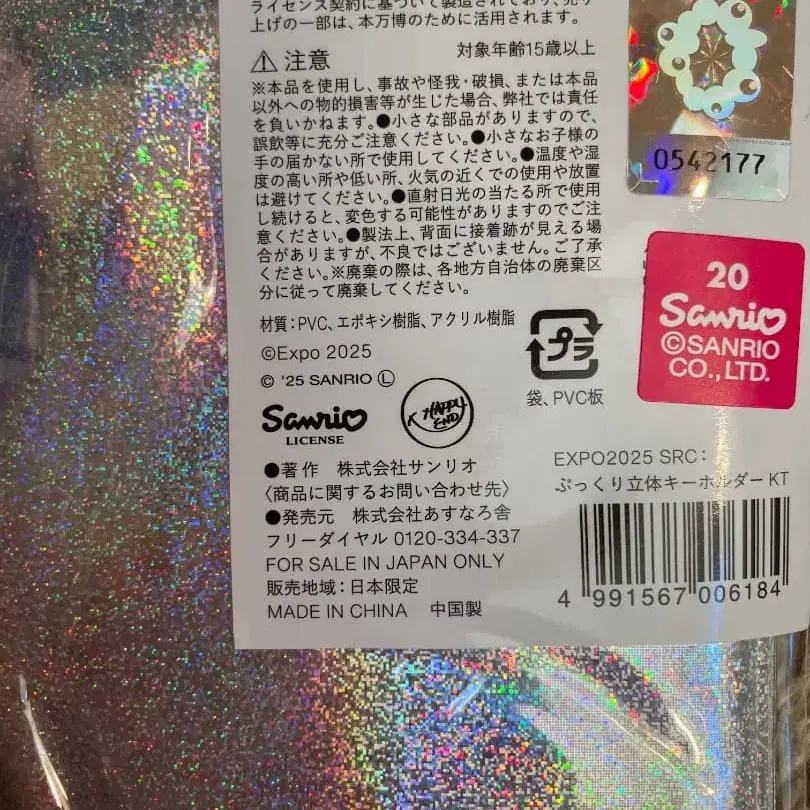 ライセンス契約に基づいて製造されており、売り
上げの一部は、本万博のために活用されます。
⚠注意 対象年齢15歳以上
※本品を使用し、事故や怪我・破損、または本品
以外への物的損害等が生じた場合、弊社では責任
を負いかねます。●小さな部品がありますので、
誤飲等に充分ご注意ください。●小さなお子様の
手の届かない所で使用してください。●温度や湿
度の高い所や低い所、火気の近くでの使用や放置
は避けてください。●直射日光の当たる所で使用
し続けると、変色する可能性がありますのでご注
意ください。●製法上、背面に接着跡が見える場
合がありますが、不良ではございません。ご了承
ください。※廃棄の際は、各地方自治体の廃棄区
分に従って廃棄してください。
材質:PVC、エポキシ樹脂、アクリル樹脂
©Expo 2025
© '25 SANRIO Ⓛ
Sanrio
LICENSE
K HAPPY
END
プラ
袋、PVC板
0542177
20
Sanrio
©SANRIO
CO., LTD.
●著作 株式会社サンリオ
〈商品に関するお問い合わせ先〉
●発売元 株式会社あすなろ舎
フリーダイヤル 0120-334-337
FOR SALE IN JAPAN ONLY
販売地域:日本限定
MADE IN CHINA 中国製
EXPO2025 SRC:
ぷっくり立体キーホルダー KT
4 991567 006184